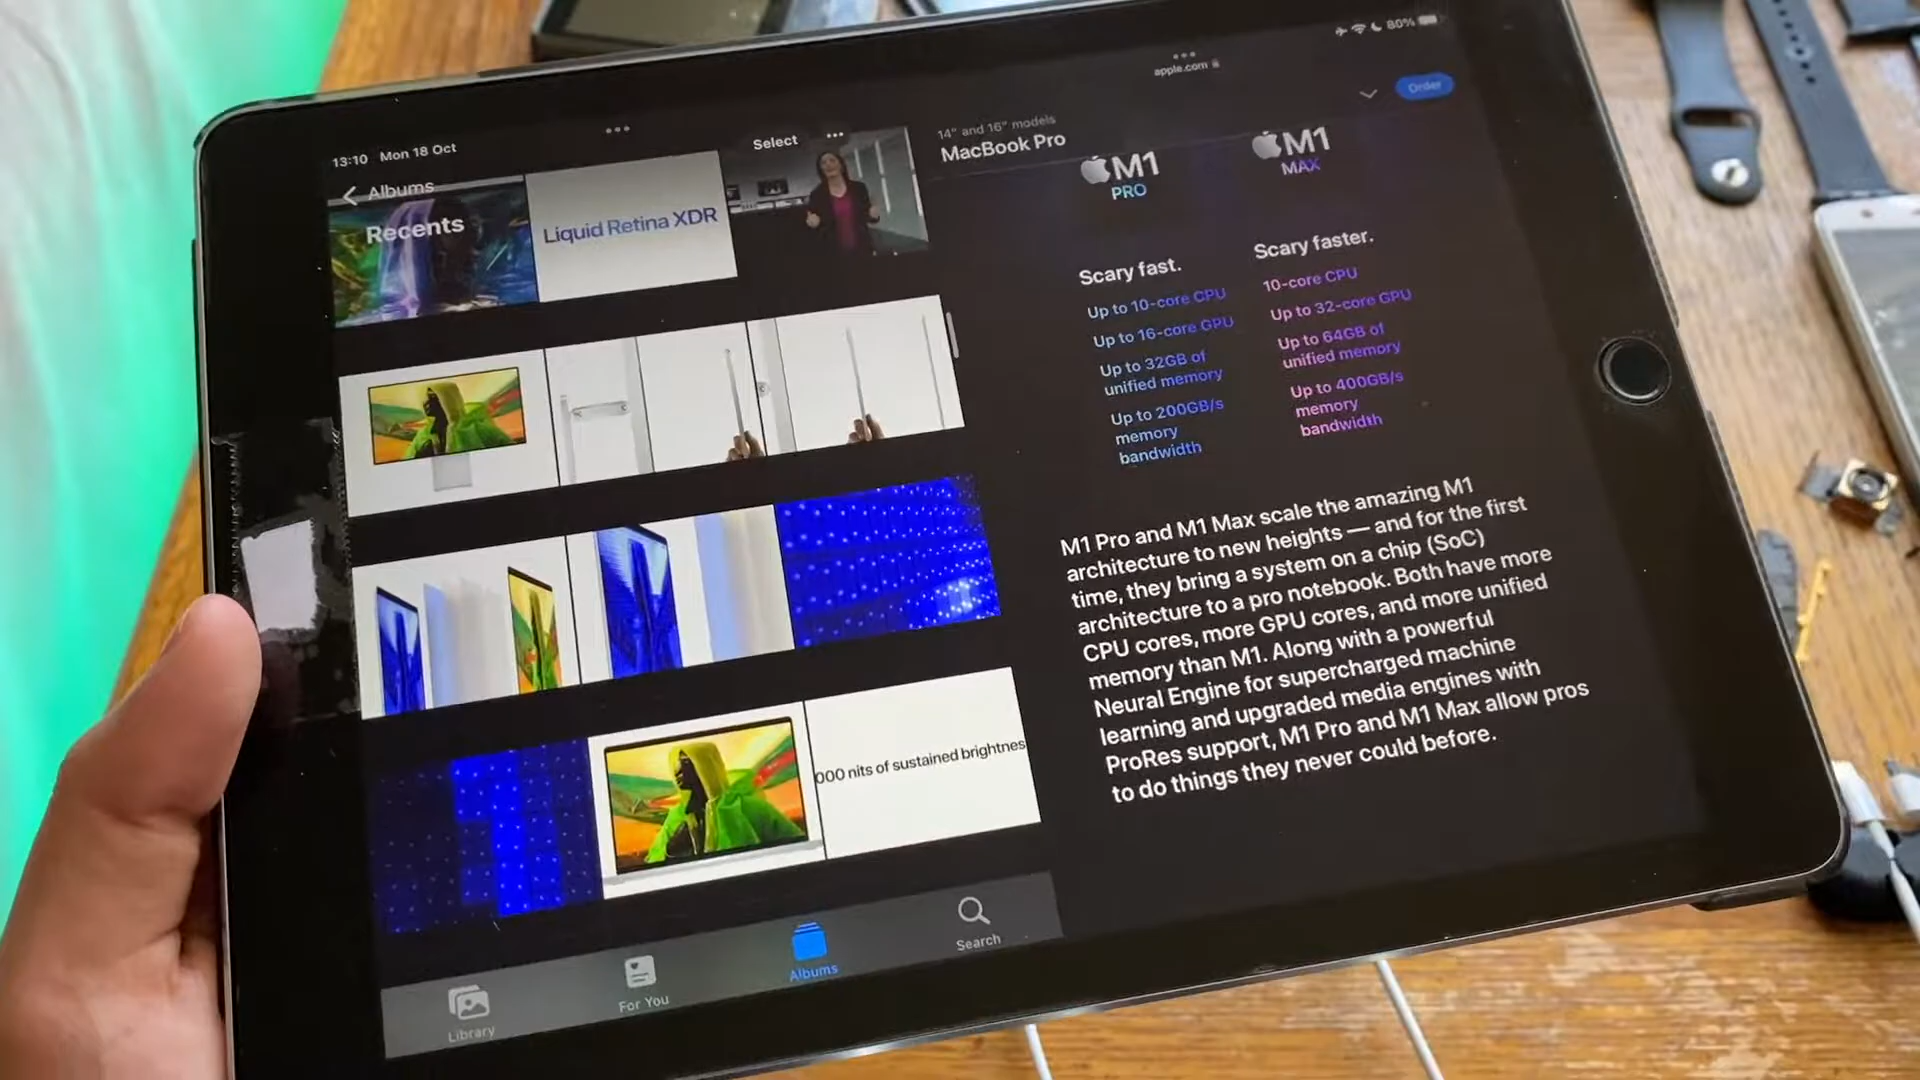 13:10 Mon 18 Oct
80%
Albums
Recents
Select
Liquid Retina XDR
000 nits of sustained brightnes
Library
For You
Albums
Search
apple.com
14" and 16" models
MacBook Pro
Order
M1
PRO
Scary fast.
Up to 10-core CPU
Up to 16-core GPU
Up to 32GB of
unified memory
Up to 200GB/s
memory
bandwidth
M1
MAX
Scary faster.
10-core CPU
Up to 32-core GPU
Up to 64GB of
unified memory
Up to 400GB/s
memory
bandwidth
M1 Pro and M1 Max scale the amazing M1
architecture to new heights — and for the first
time, they bring a system on a chip (SoC)
architecture to a pro notebook. Both have more
CPU cores, more GPU cores, and more unified
memory than M1. Along with a powerful
Neural Engine for supercharged machine
learning and upgraded media engines with
ProRes support, M1 Pro and M1 Max allow pros
to do things they never could before.